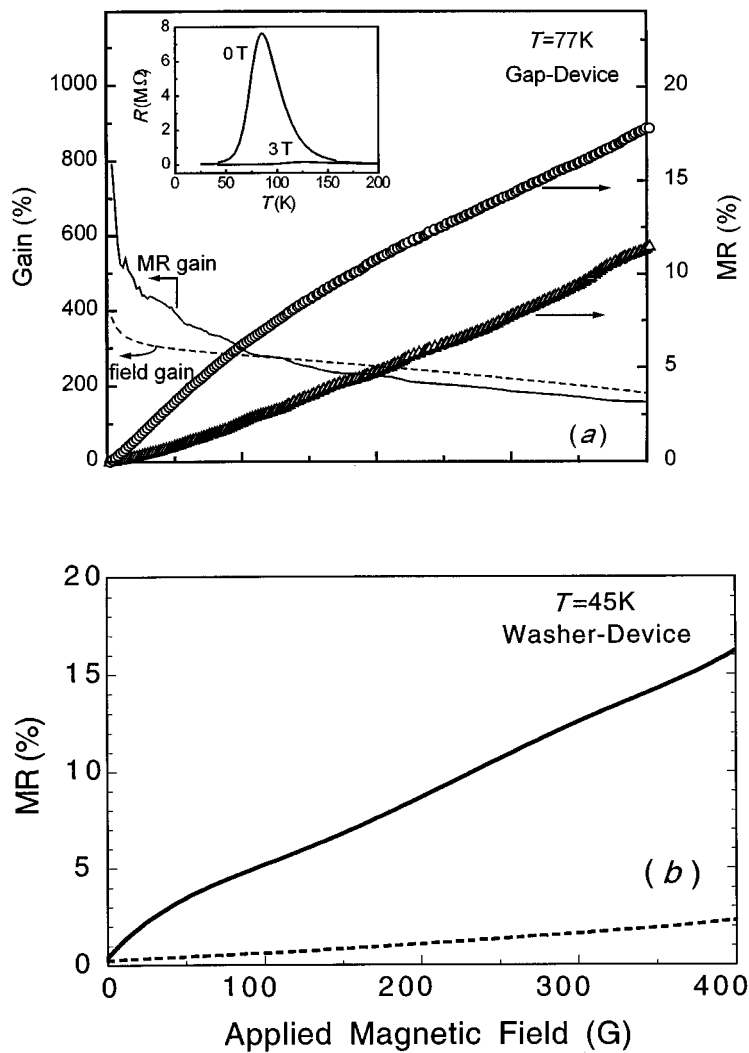 T=77K
Gap-Device
8
6
4
2
0
R(MΩ)
0 T
3 T
0 50 100 150 200
T(K)
1000
800
600
400
200
0
Gain (%)
MR gain
field gain
20
15
10
5
0
MR (%)
(a)
20
15
10
5
0
MR (%)
T=45K
Washer-Device
(b)
0 100 200 300 400
Applied Magnetic Field (G)